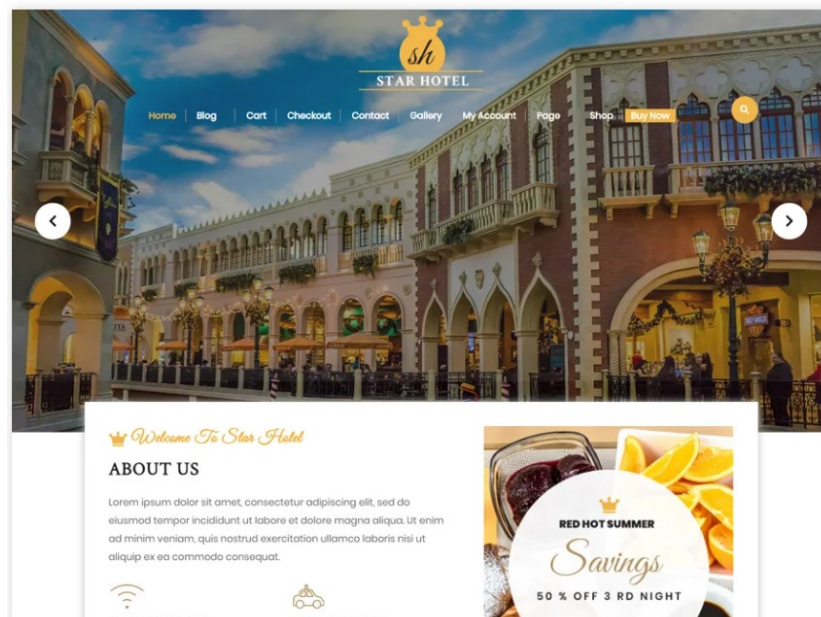 sh
STAR HOTEL
Home Blog Cart Checkout Contact Gallery My Account Page Shop Buy Now
Welcome To Star Hotel
ABOUT US
Lorem ipsum dolor sit amet, consectetur adipiscing elit, sed do
eiusmod tempor incididunt ut labore et dolore magna aliqua. Ut enim
ad minim veniam, quis nostrud exercitation ullamco laboris nisi ut
aliquip ex ea commodo consequat.
RED HOT SUMMER
Savings
50 % OFF 3 RD NIGHT